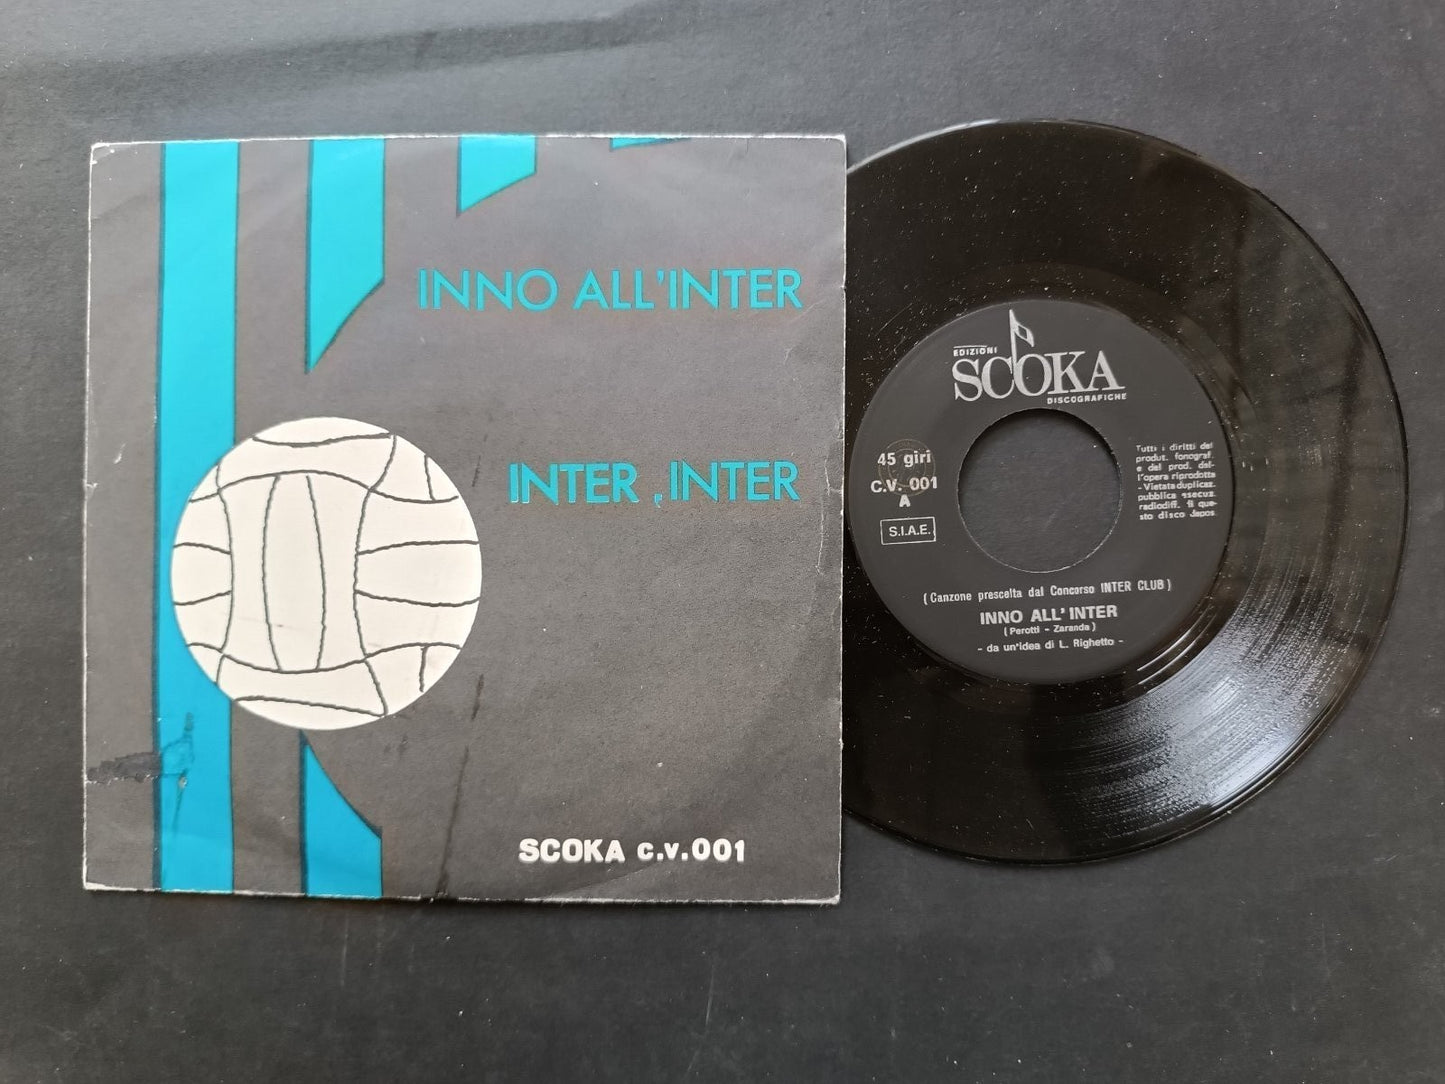 INNO ALL'INTER
INTER, INTER
SCOKA c.v.001
EDIZIONI
SCOKA
DISCOGRAFICHE
45 giri
C.V. 001
A
S.I.A.E.
Tutti i diritti del
produt. fonograf.
e del prod. del-
l'opera riprodotta
- Vietata duplicaz.
pubblica esecuz.
radiodiff. di que-
sto disco
(Canzone prescelta dal Concorso INTER CLUB)
INNO ALL' INTER
(Perotti - Zaranda)
- da un'idea di L. Righetto -